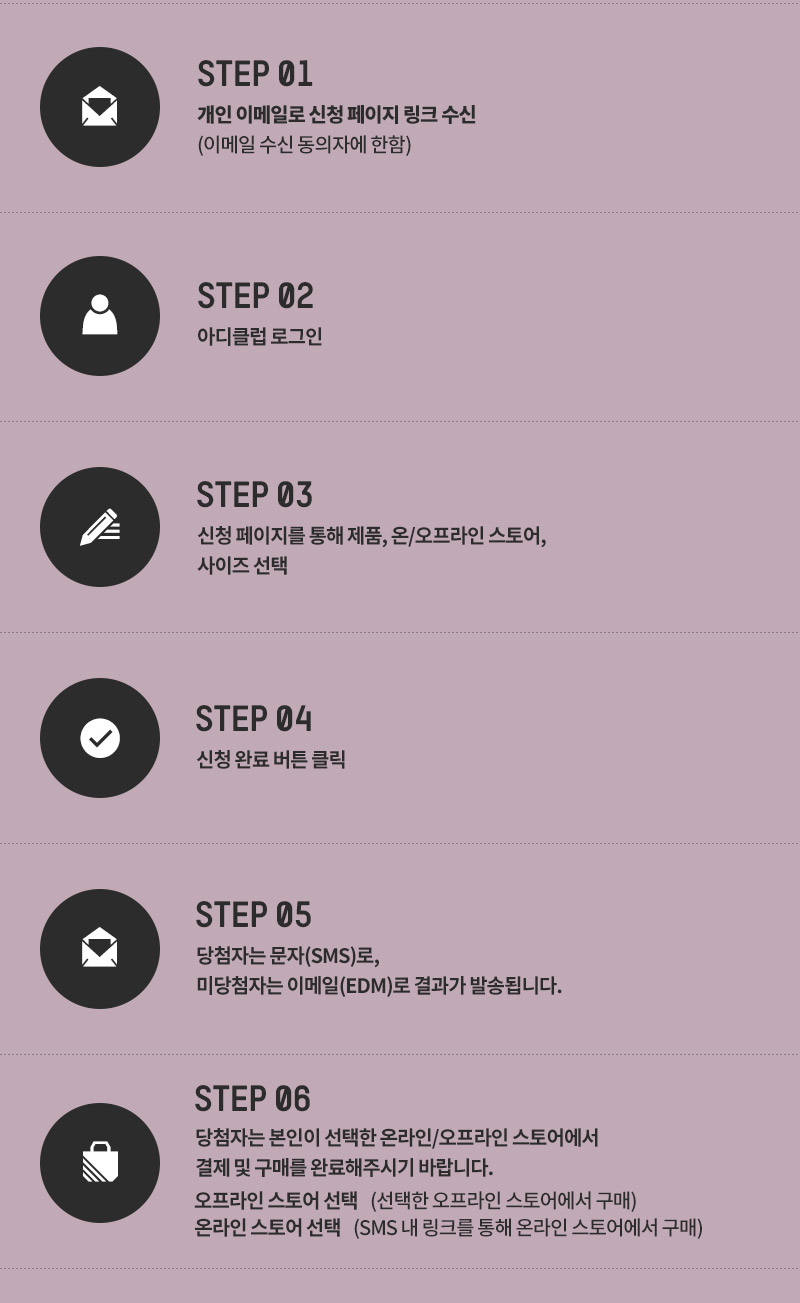 STEP 01
개인 이메일로 신청 페이지 링크 수신
(이메일 수신 동의자에 한함)
STEP 02
아디클럽 로그인
STEP 03
신청 페이지를 통해 제품, 온/오프라인 스토어,
사이즈 선택
STEP 04
신청 완료 버튼 클릭
STEP 05
당첨자는 문자(SMS)로,
미당첨자는 이메일(EDM)로 결과가 발송됩니다.
STEP 06
당첨자는 본인이 선택한 온라인/오프라인 스토어에서
결제 및 구매를 완료해주시기 바랍니다.
오프라인 스토어 선택 (선택한 오프라인 스토어에서 구매)
온라인 스토어 선택 (SMS 내 링크를 통해 온라인 스토어에서 구매)